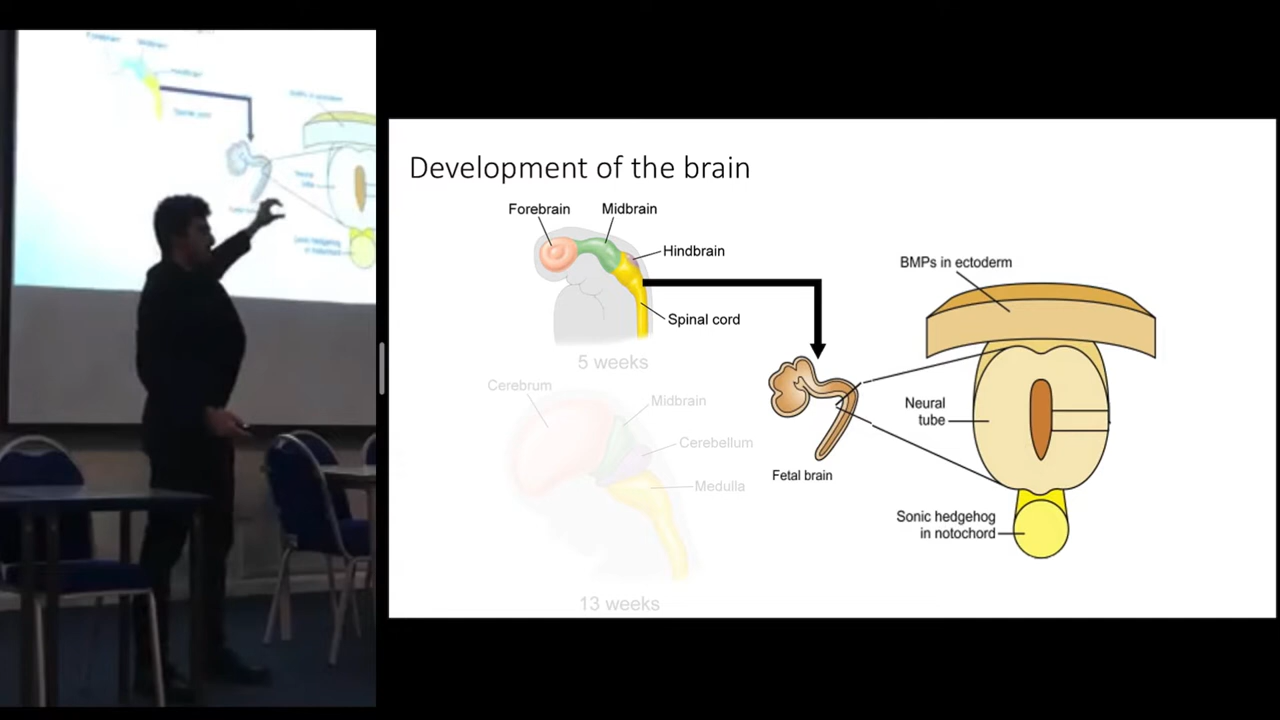 Development of the brain
Forebrain
Midbrain
Hindbrain
Spinal cord
5 weeks
Cerebrum
Midbrain
Cerebellum
Medulla
13 weeks
Fetal brain
BMPs in ectoderm
Neural
tube
Sonic hedgehog
in notochord